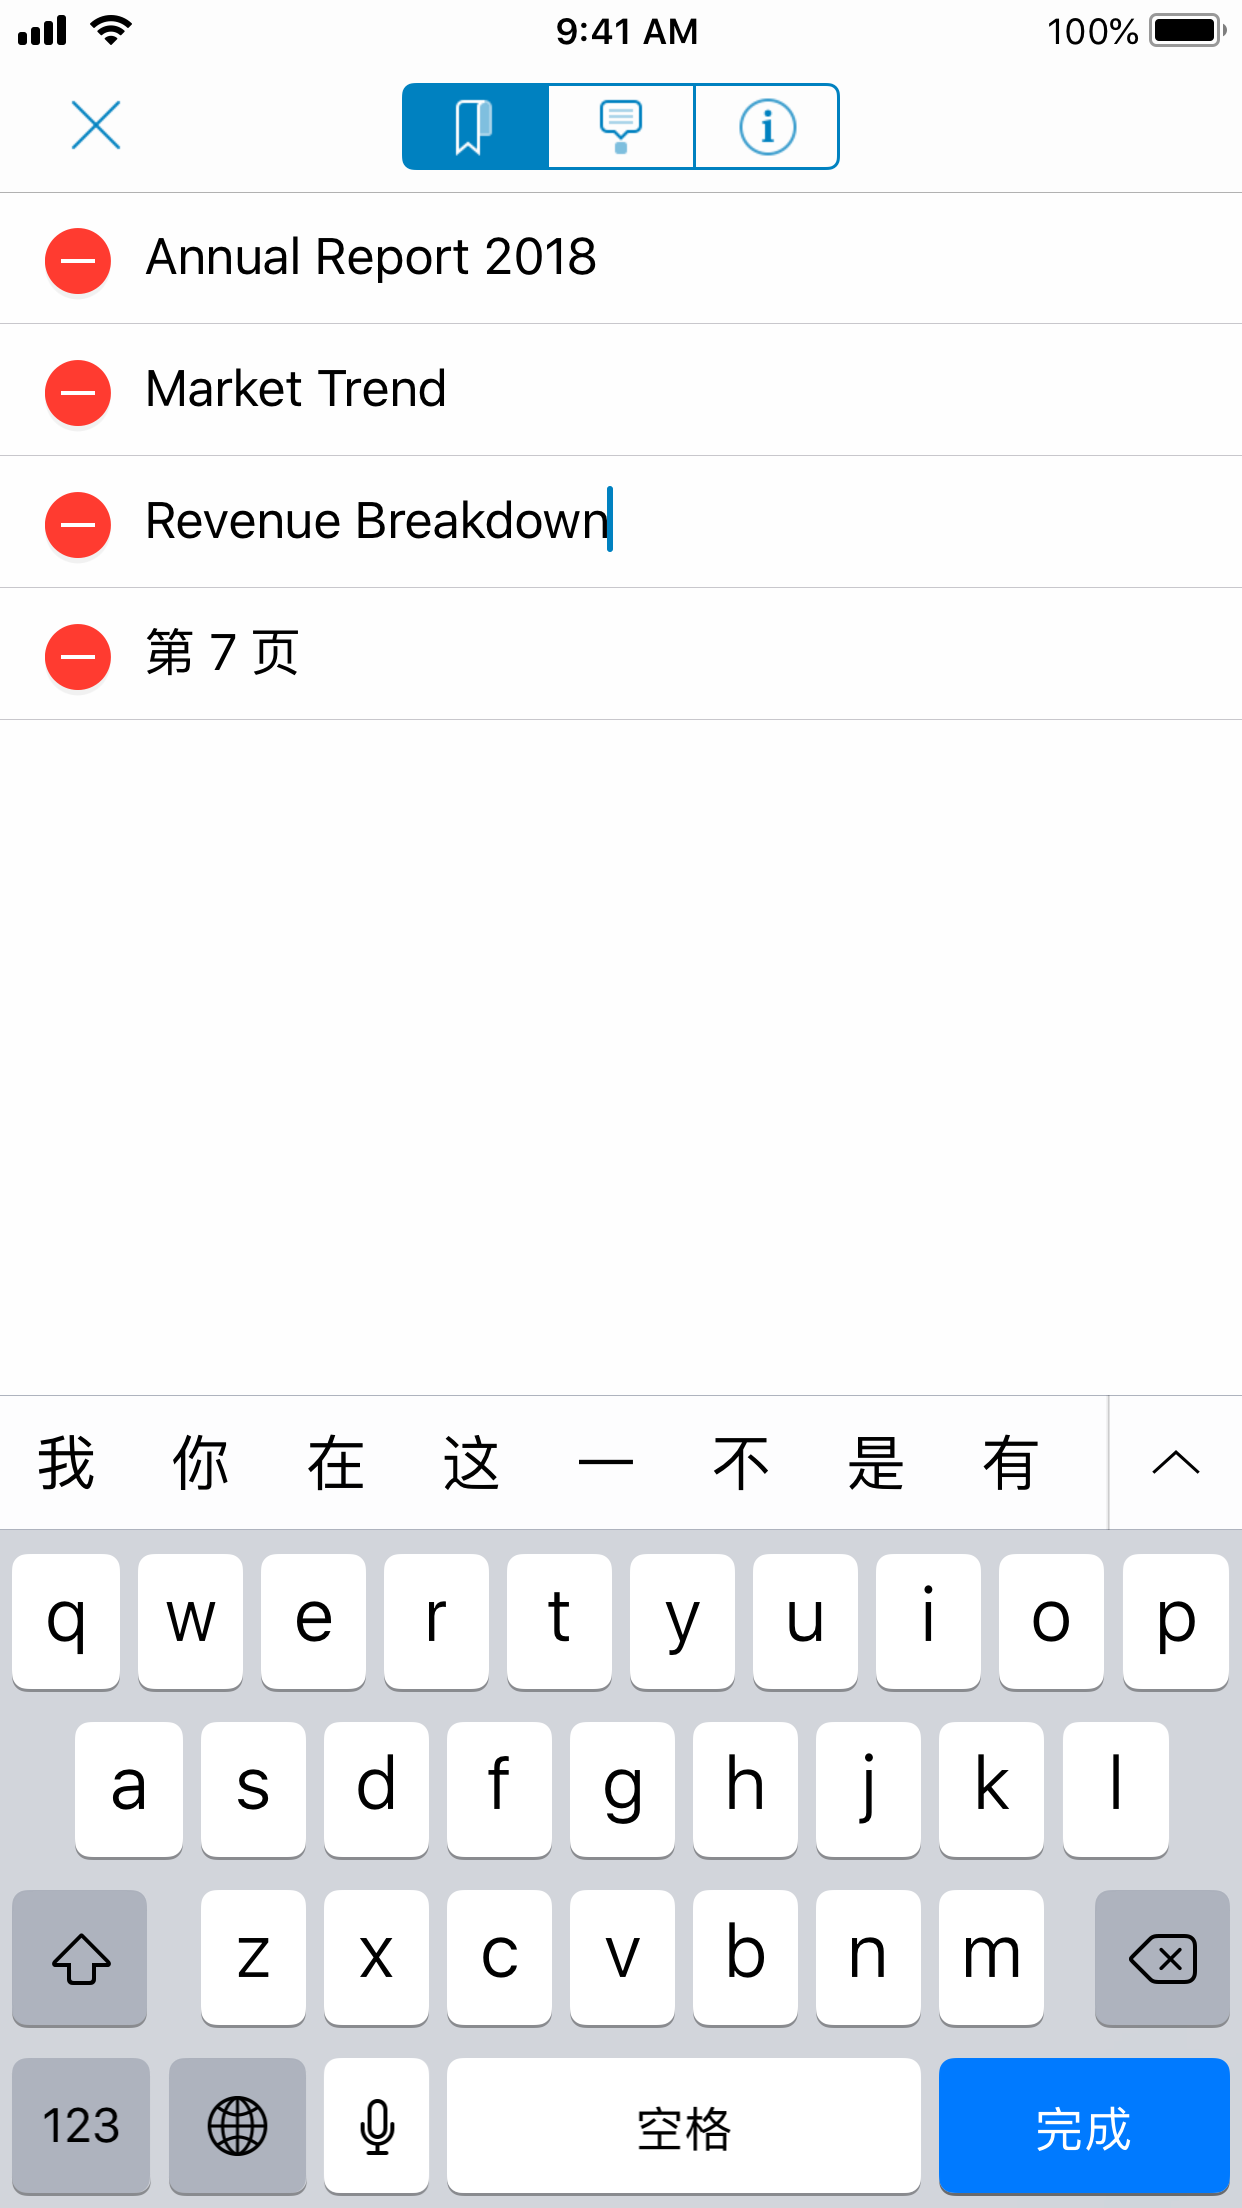 9:41 AM 100%
Annual Report 2018
Market Trend
Revenue Breakdown
第 7 页
我 你 在 这 一 不 是 有
q w e r t y u i o p
a s d f g h j k l
z x c v b n m
123 空格 完成